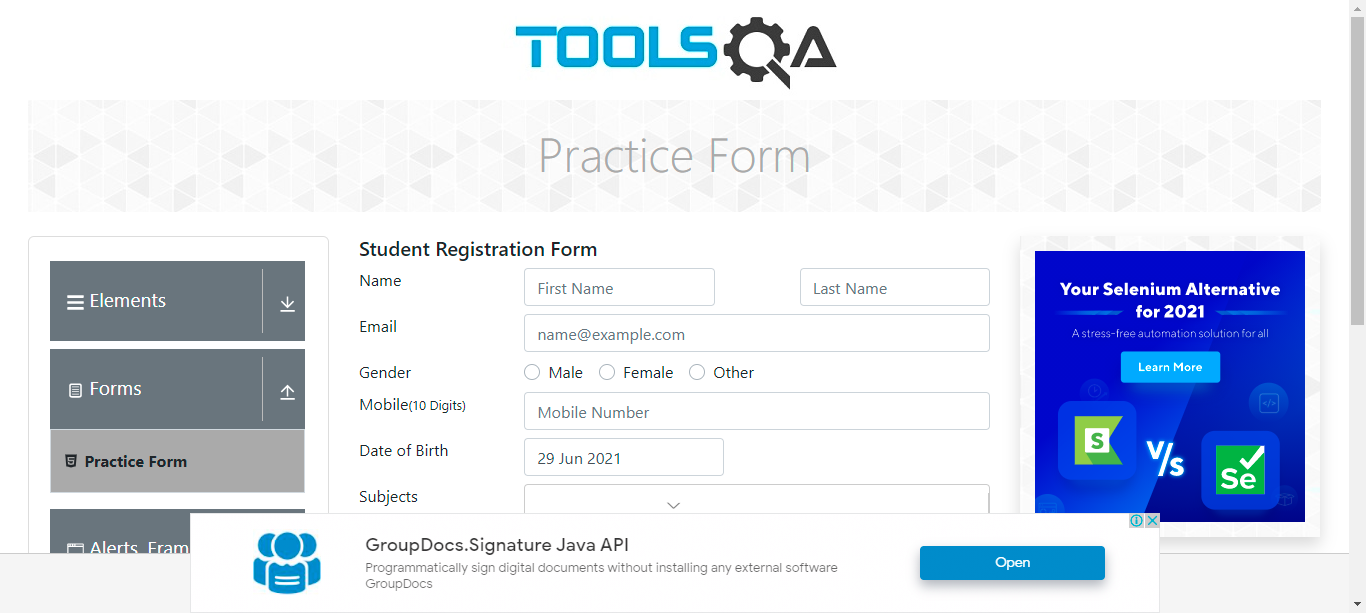 TOOLSQA
Practice Form
Elements
Forms
Practice Form
Alerts, Fram
Student Registration Form
Name
First Name
Last Name
Email
name@example.com
Gender
Male
Female
Other
Mobile(10 Digits)
Mobile Number
Date of Birth
29 Jun 2021
Subjects
Your Selenium Alternative
for 2021
A stress-free automation solution for all
Learn More
S
V/s
Se
GroupDocs.Signature Java API
Programmatically sign digital documents without installing any external software
GroupDocs
Open